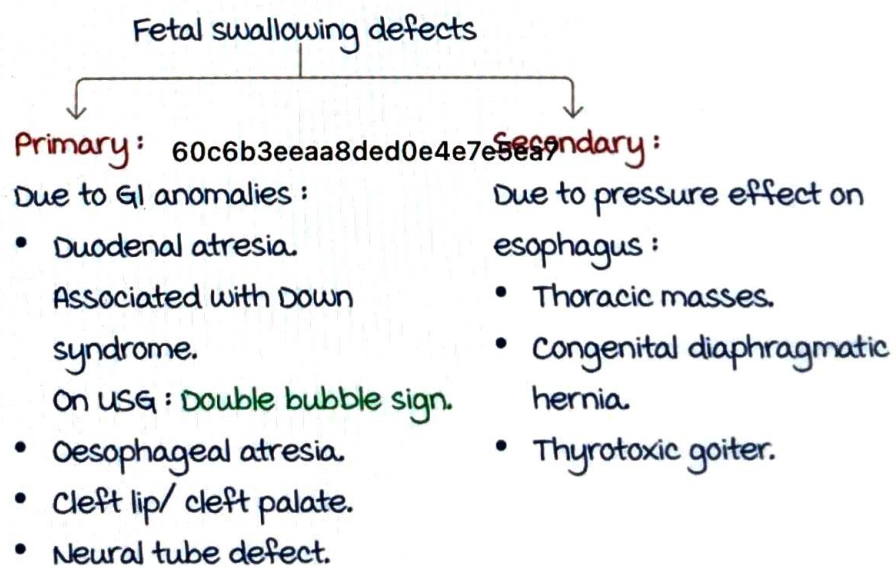 Fetal swallowing defects
Primary :
60c6b3eeaa8ded0e4e7e5ea7
Due to GI anomalies :
• Duodenal atresia.
Associated with Down
syndrome.
On USG : Double bubble sign.
• Oesophageal atresia.
• Cleft lip/ cleft palate.
• Neural tube defect.
Secondary :
Due to pressure effect on
esophagus :
• Thoracic masses.
• Congenital diaphragmatic
hernia.
• Thyrotoxic goiter.